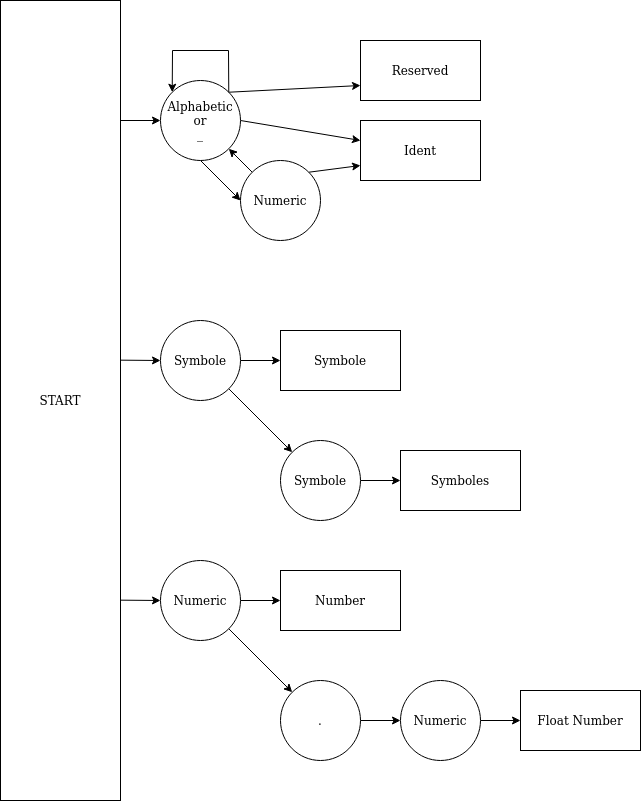 Reserved
Alphabetic
or
_
Ident
Numeric
Symbole
Symbole
START
Symbole
Symboles
Numeric
Number
.
Numeric
Float Number